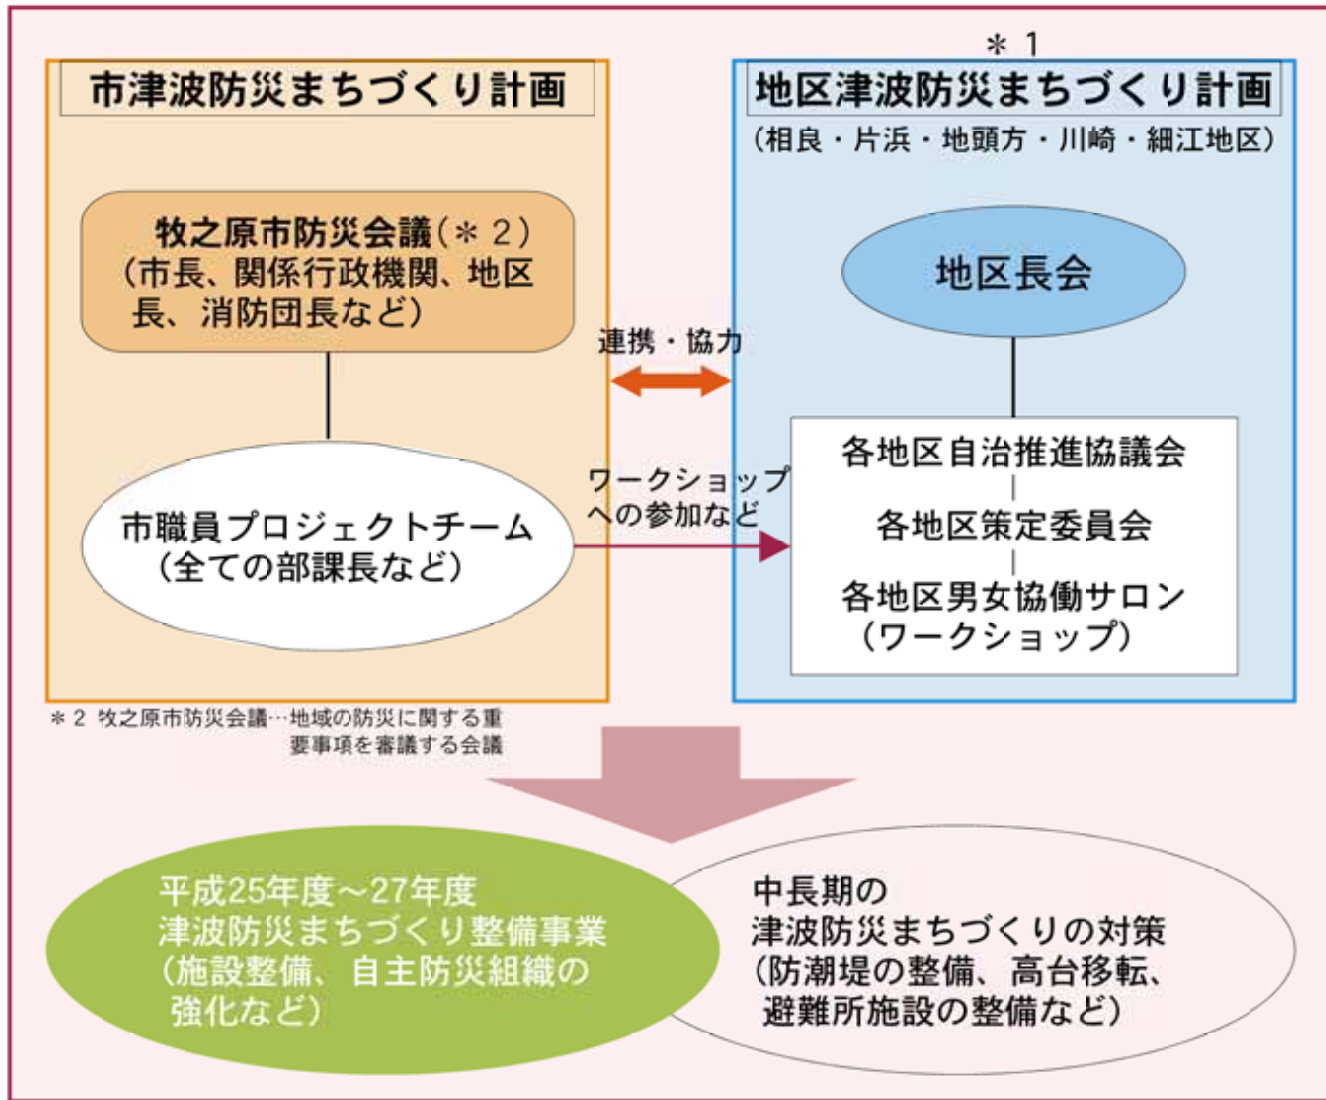 ＊1
市津波防災まちづくり計画
牧之原市防災会議（＊2）
（市長、関係行政機関、地区
長、消防団長など）
市職員プロジェクトチーム
（全ての部課長など）
＊2 牧之原市防災会議…地域の防災に関する重
要事項を審議する会議
連携・協力
ワークショップ
への参加など
地区津波防災まちづくり計画
（相良・片浜・地頭方・川崎・細江地区）
地区長会
各地区自治推進協議会
各地区策定委員会
各地区男女協働サロン
（ワークショップ）
平成25年度～27年度
津波防災まちづくり整備事業
（施設整備、自主防災組織の
強化など）
中長期の
津波防災まちづくりの対策
（防潮堤の整備、高台移転、
避難所施設の整備など）